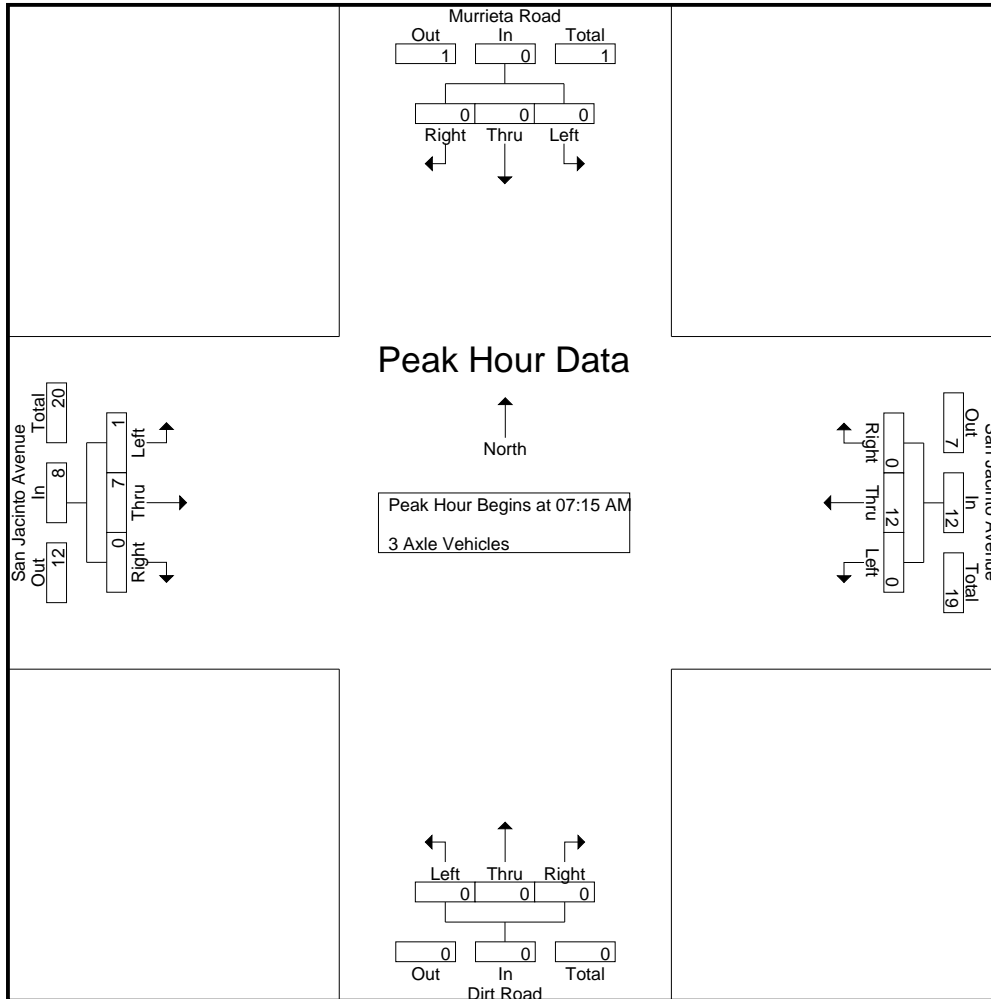 Murrieta Road
Out In Total
1 0 1
0 0 0
Right Thru Left
Peak Hour Data
North
Peak Hour Begins at 07:15 AM
3 Axle Vehicles
San Jacinto Avenue
Out In Total
12 8 20
1 7 0
Left Thru Right
San Jacinto Avenue
Out In Total
7 12 19
0 12 0
Right Thru Left
Left Thru Right
0 0 0
0 0 0
Out In Total
Dirt Road